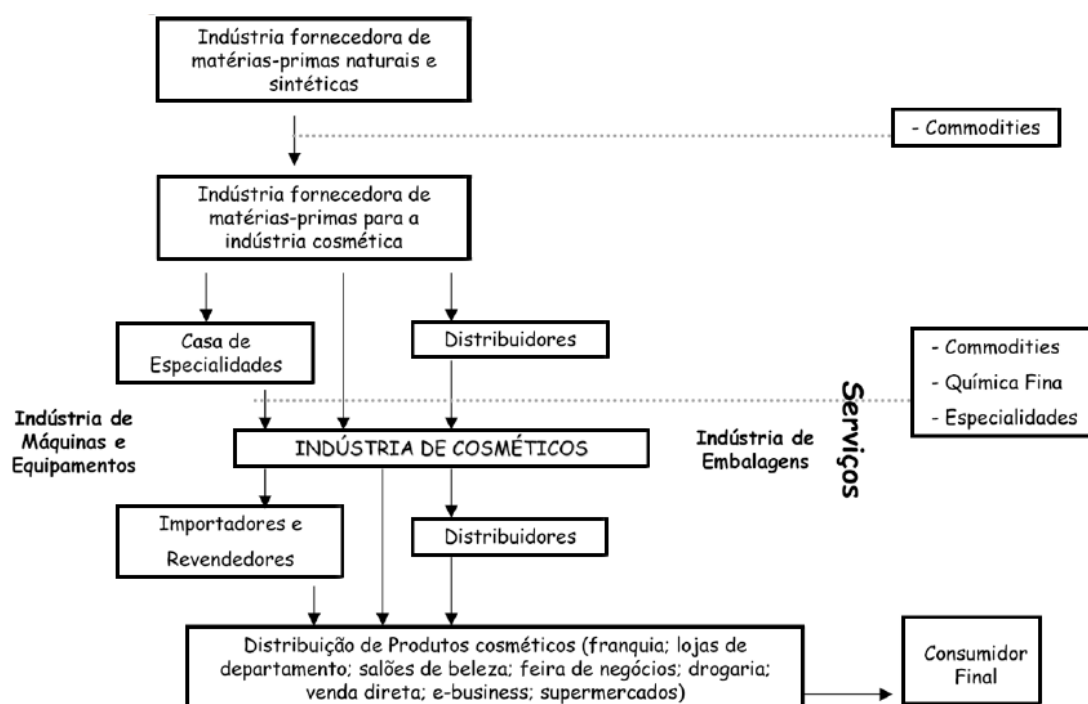 Indústria fornecedora de
matérias-primas naturais e
sintéticas
- Commodities
Indústria fornecedora de
matérias-primas para a
indústria cosmética
Casa de
Especialidades
Distribuidores
- Commodities
- Química Fina
- Especialidades
Indústria de
Máquinas e
Equipamentos
INDÚSTRIA DE COSMÉTICOS
Indústria de
Embalagens
Serviços
Importadores e
Revendedores
Distribuidores
Distribuição de Produtos cosméticos (franquia; lojas de
departamento; salões de beleza; feira de negócios; drogaria;
venda direta; e-business; supermercados)
Consumidor
Final